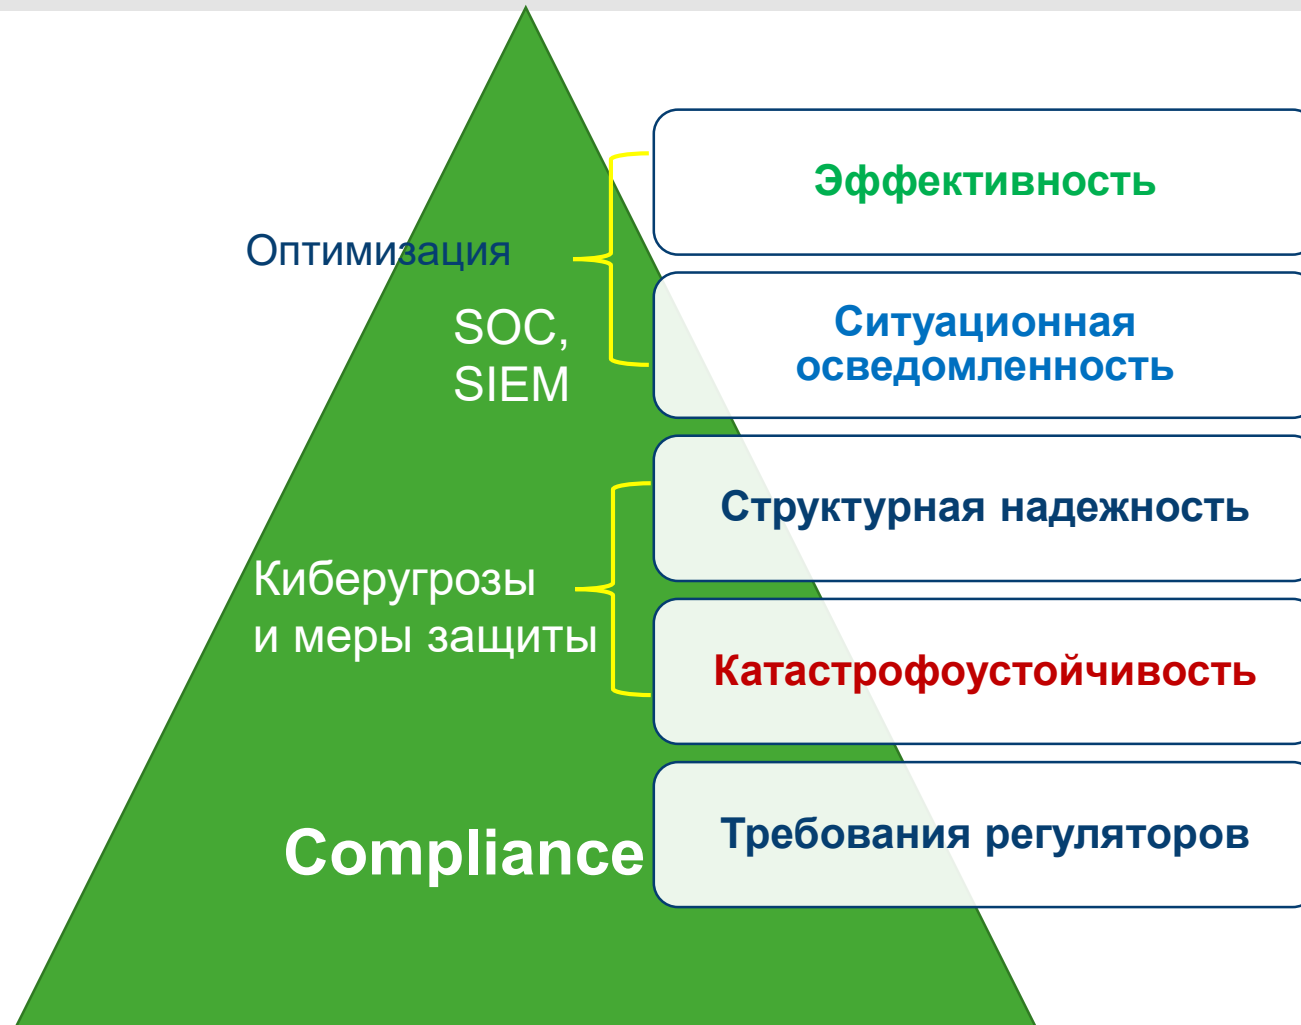 Эффективность
Оптимизация
SOC,
SIEM
Ситуационная
осведомленность
Структурная надежность
Киберугрозы
и меры защиты
Катастрофоустойчивость
Compliance
Требования регуляторов